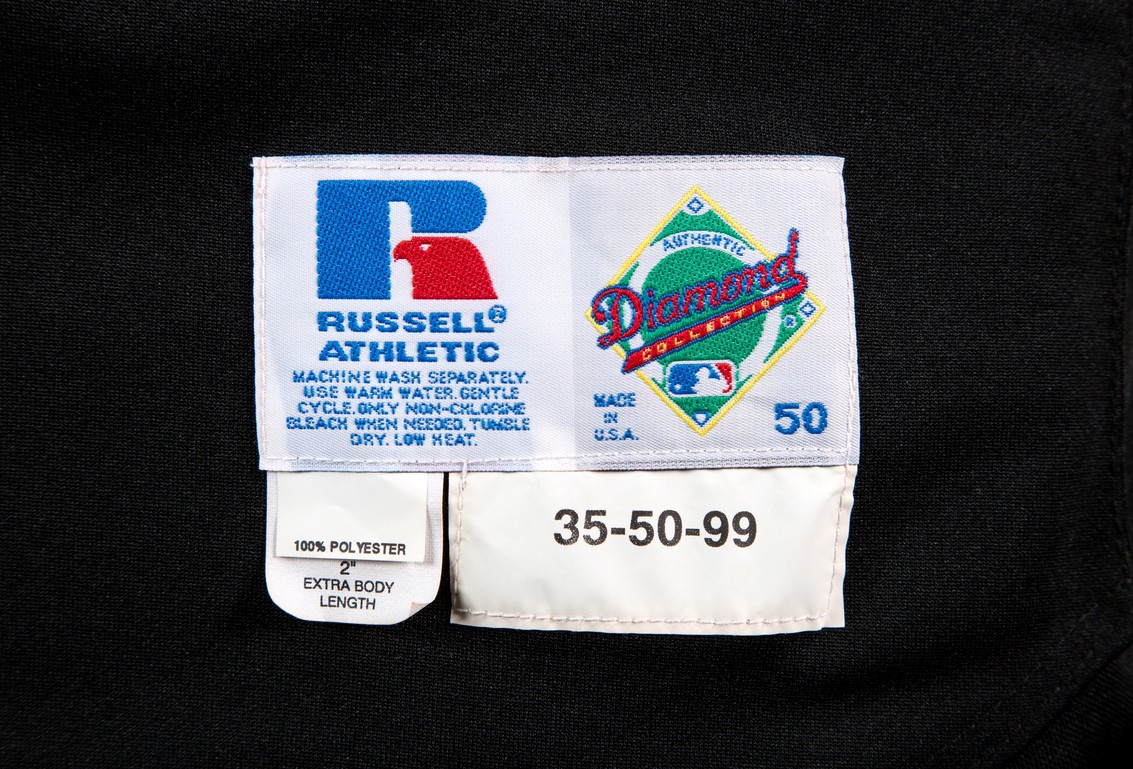 RUSSELL®
ATHLETIC
MACHINE WASH SEPARATELY.
USE WARM WATER. GENTLE
CYCLE. ONLY NON-CHLORINE
BLEACH WHEN NEEDED. TUMBLE
DRY. LOW HEAT.
AUTHENTIC
Diamond
COLLECTION
®
MADE
IN
U.S.A.
50
100% POLYESTER
2"
EXTRA BODY
LENGTH
35-50-99